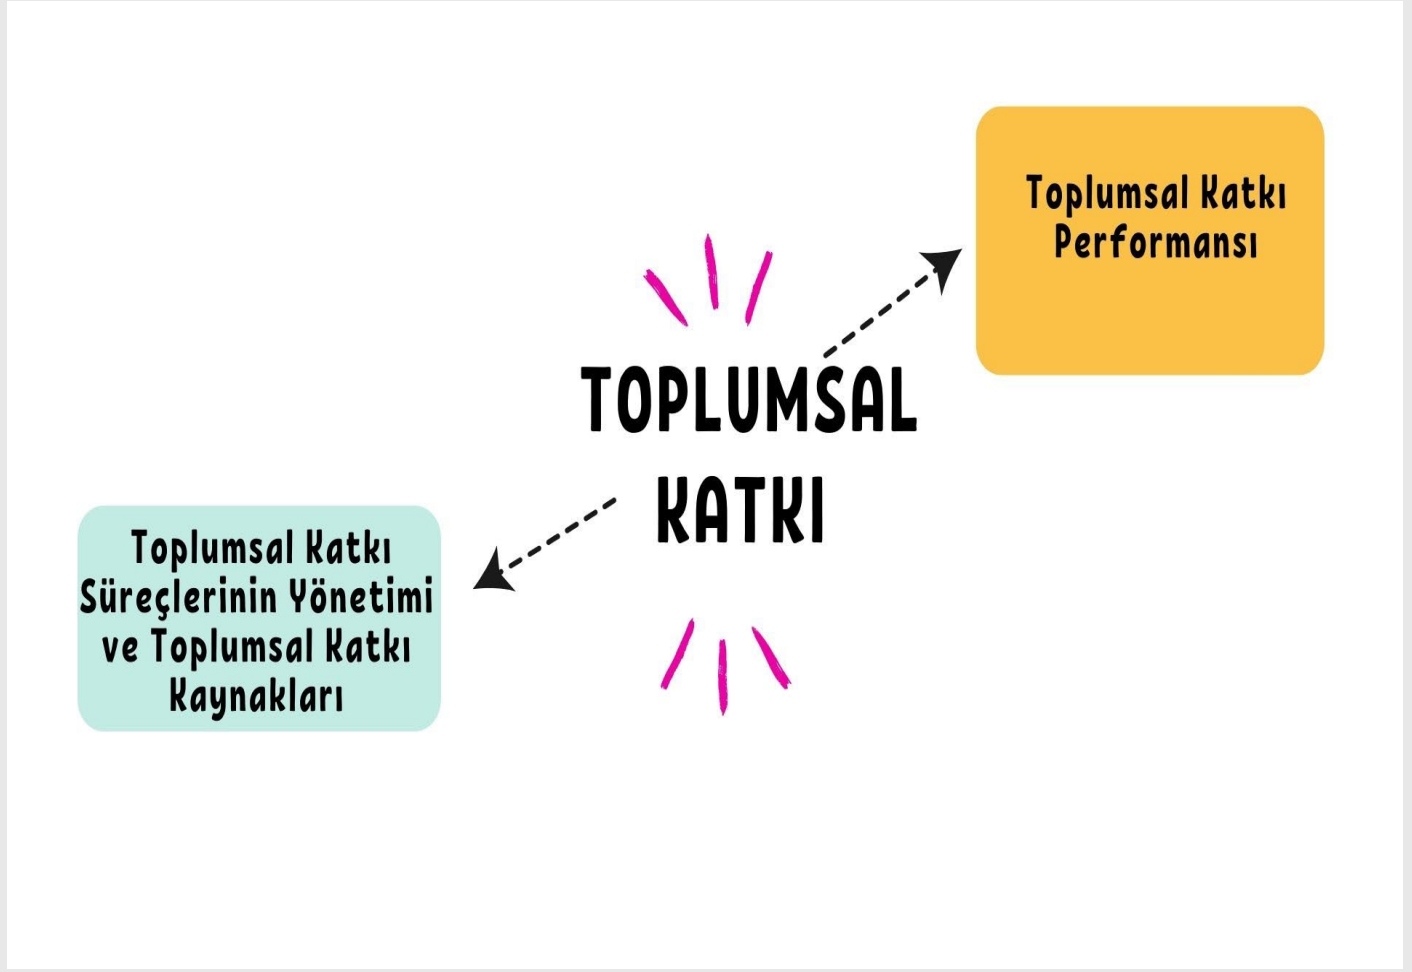 Toplumsal Katkı
Performansı
TOPLUMSAL
KATKI
Toplumsal Katkı
Süreçlerinin Yönetimi
ve Toplumsal Katkı
Kaynakları